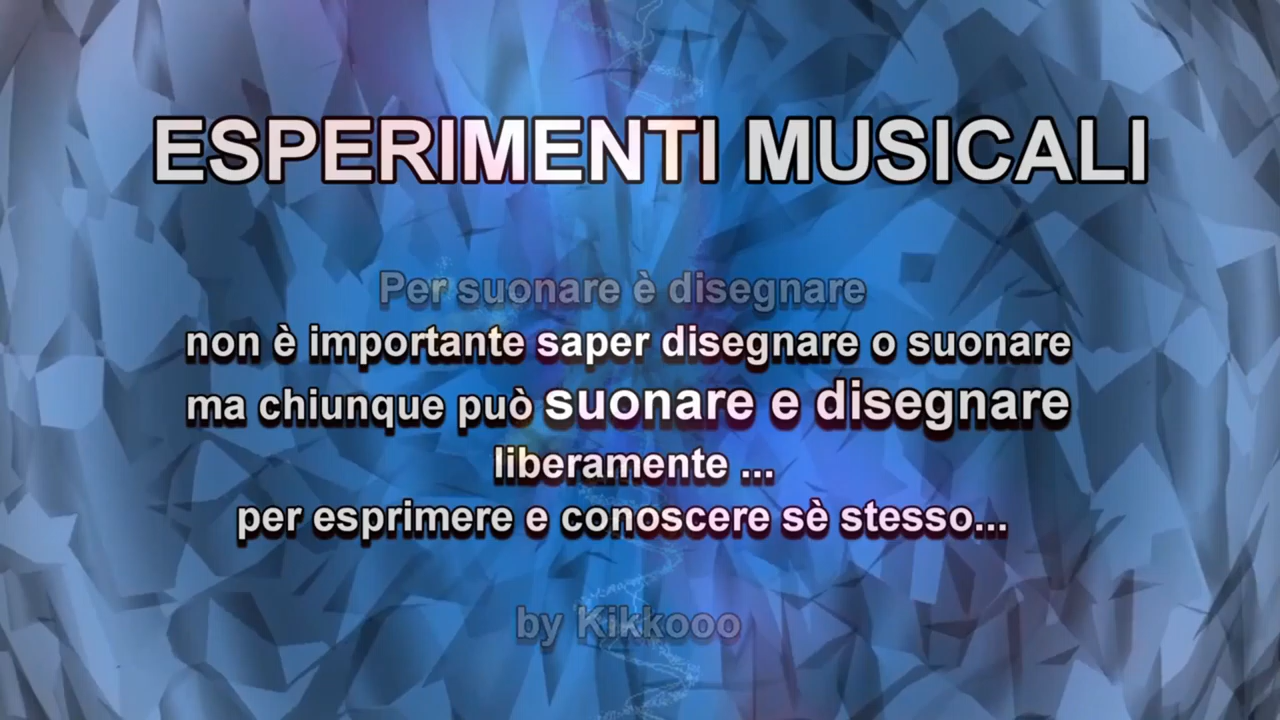 ESPERIMENTI MUSICALI
Per suonare è disegnare
non è importante saper disegnare o suonare
ma chiunque può suonare e disegnare
liberamente ...
per esprimere e conoscere sè stesso...
by Kikkooo